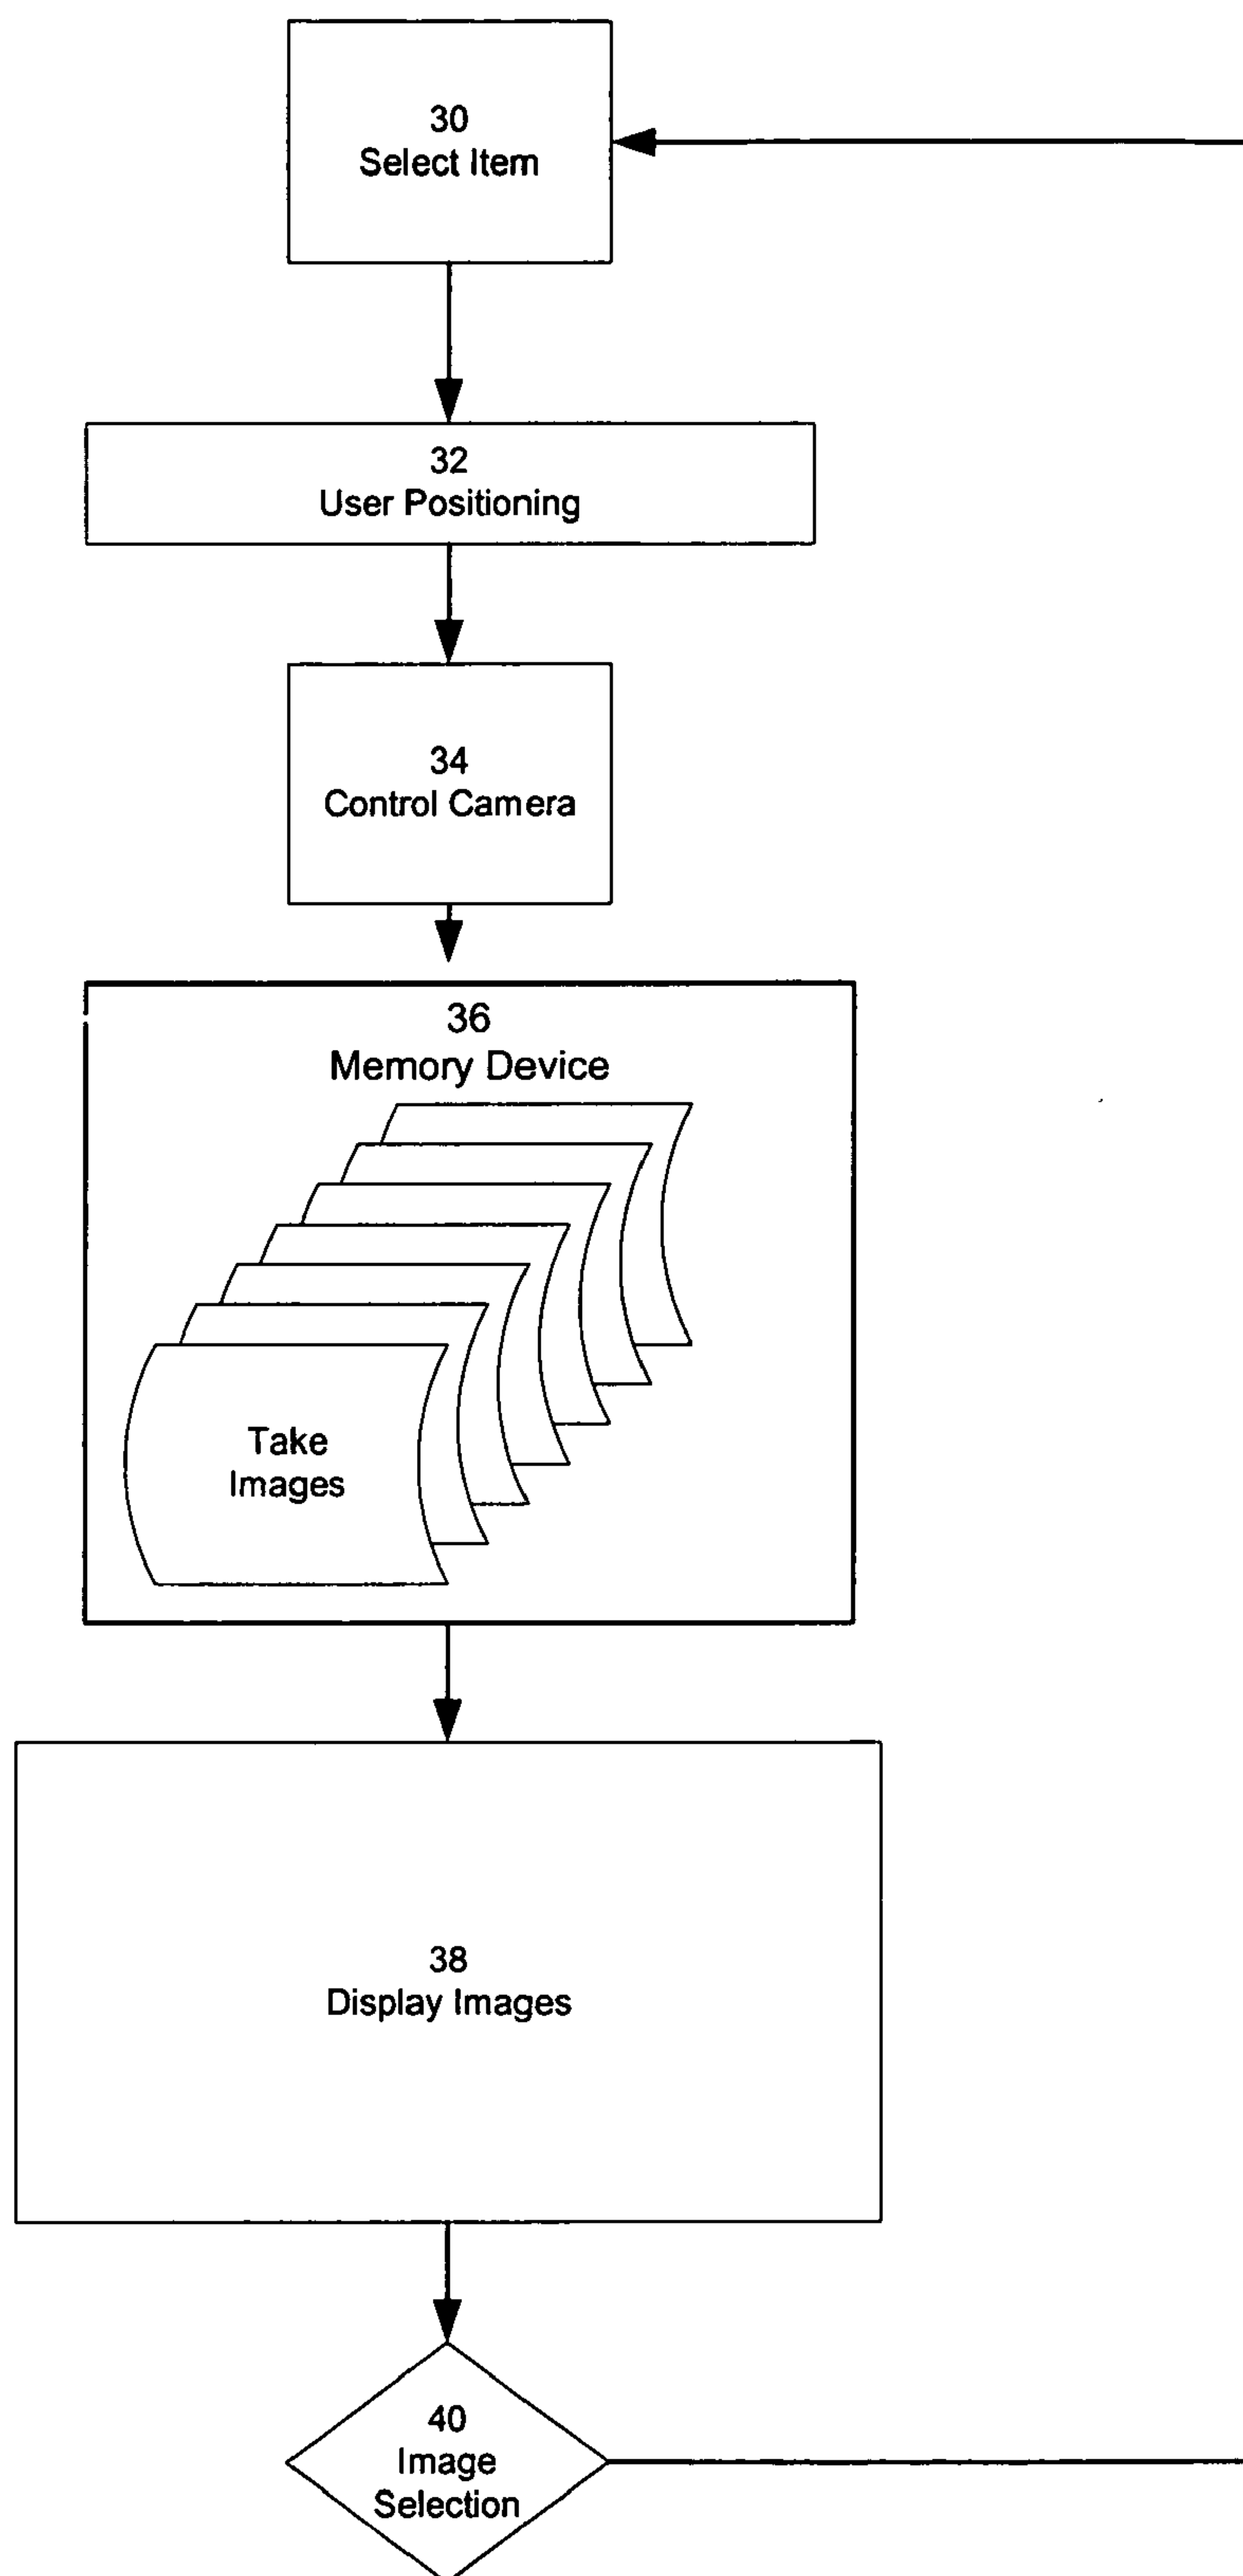 30
Select Item
32
User Positioning
34
Control Camera
36
Memory Device
Take
Images
38
Display Images
40
Image
Selection